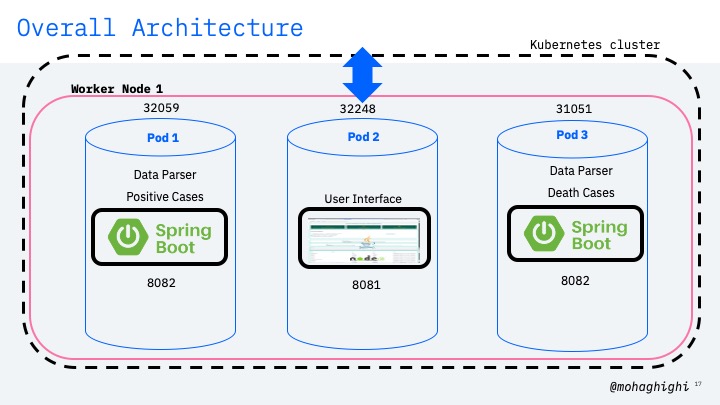 Overall Architecture
Kubernetes cluster
Worker Node 1
32059
32248
31051
Pod 1
Pod 2
Pod 3
Data Parser
Positive Cases
User Interface
Data Parser
Death Cases
Spring
Boot
Spring
Boot
8082
8081
8082
@mohaghighi
17